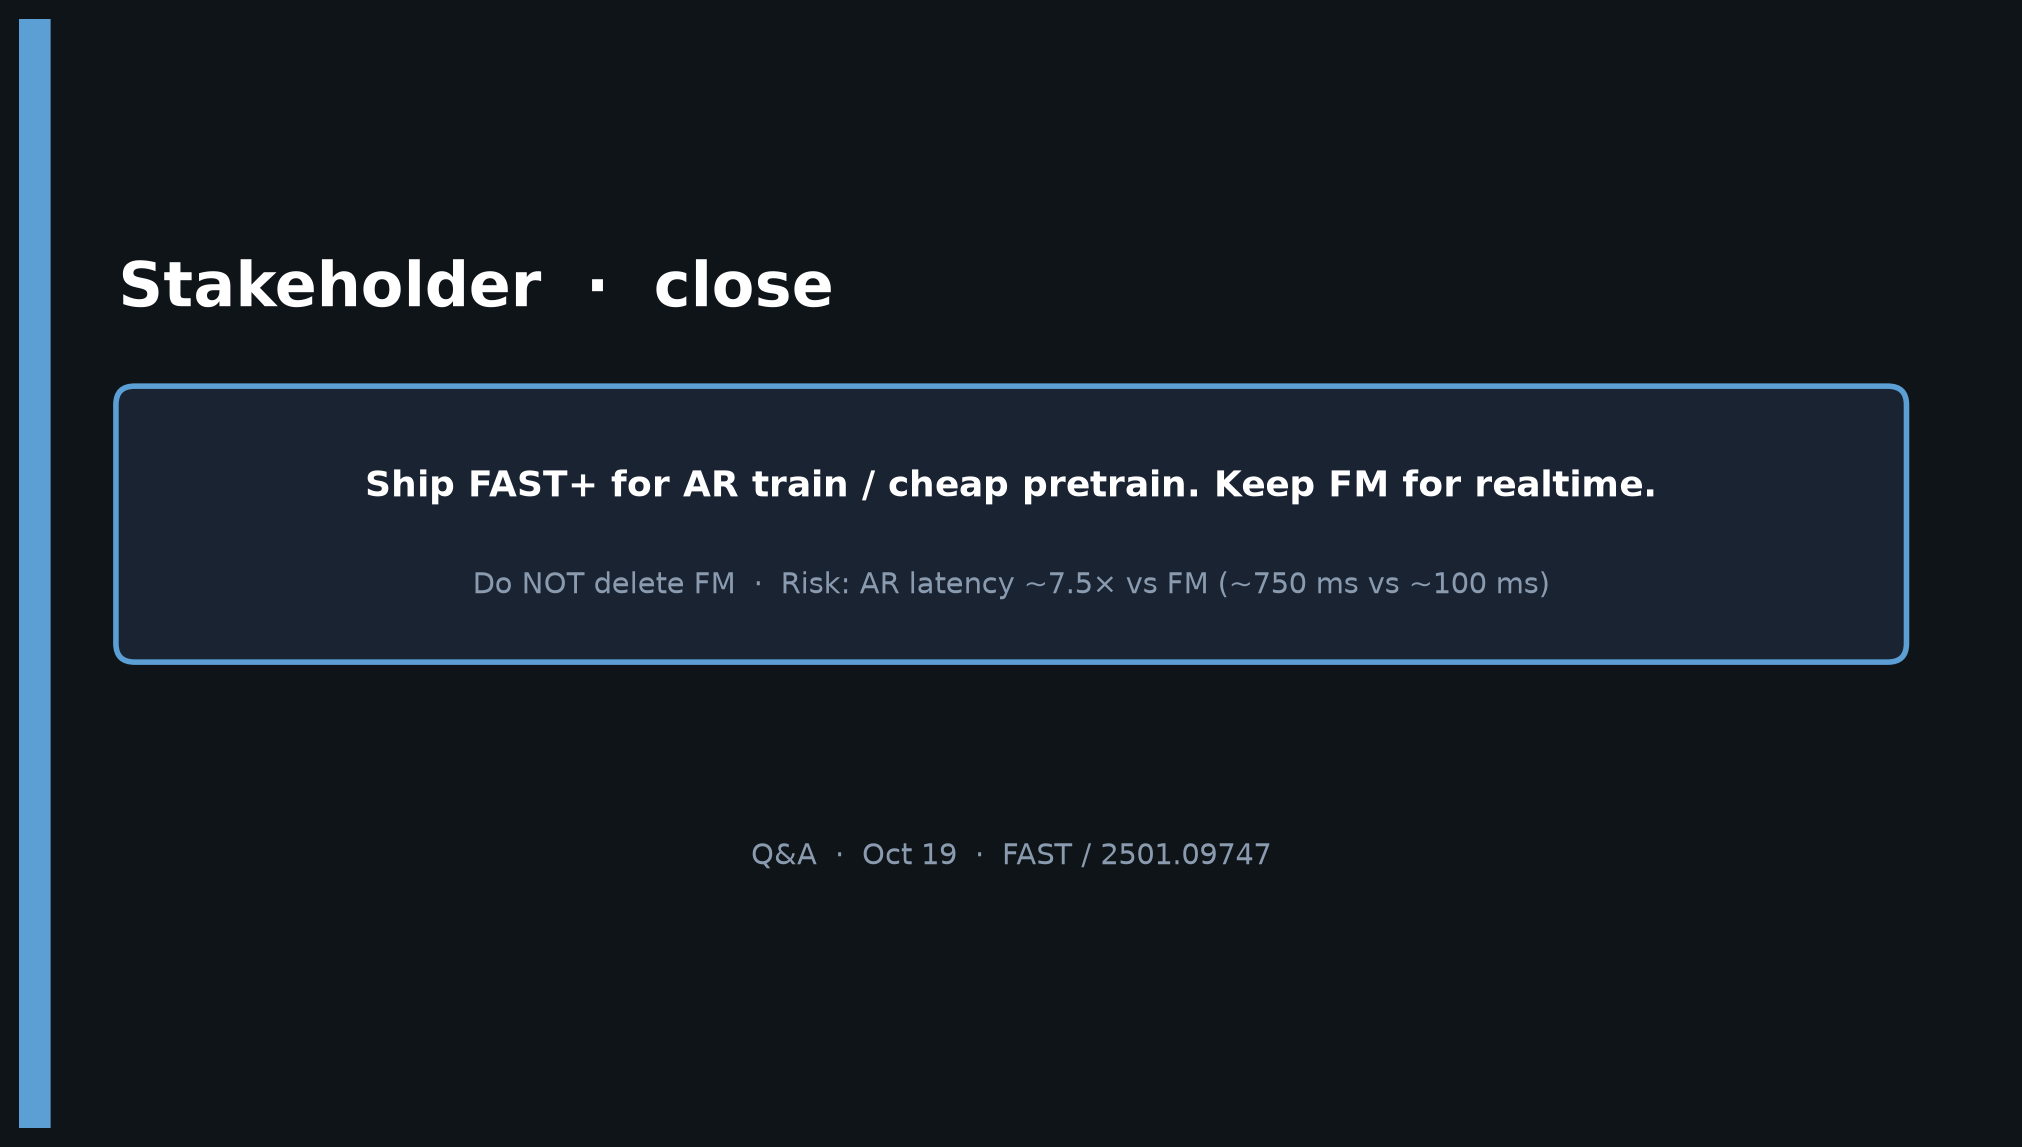 Stakeholder · close
Ship FAST+ for AR train / cheap pretrain. Keep FM for realtime.
Do NOT delete FM · Risk: AR latency ~7.5× vs FM (~750 ms vs ~100 ms)
Q&A · Oct 19 · FAST / 2501.09747